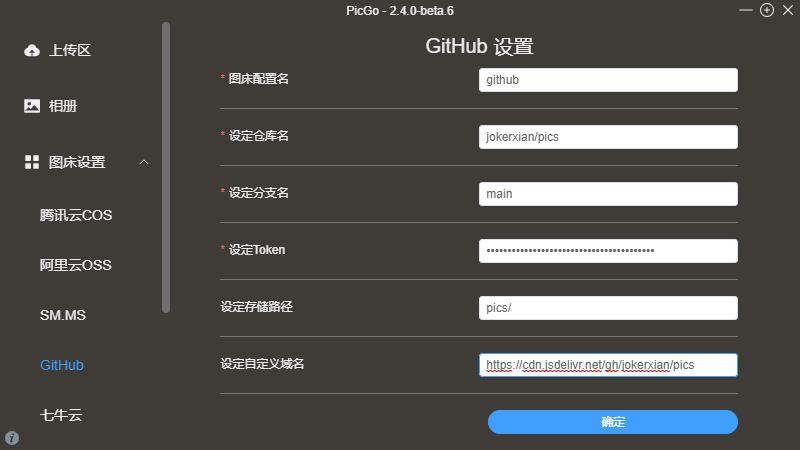 PicGo - 2.4.0-beta.6
上传区
相册
图床设置
腾讯云COS
阿里云OSS
SM.MS
GitHub
七牛云
GitHub 设置
* 图床配置名
github
* 设定仓库名
jokerxian/pics
* 设定分支名
main
* 设定Token
设定存储路径
pics/
设定自定义域名
https://cdn.jsdelivr.net/gh/jokerxian/pics
确定